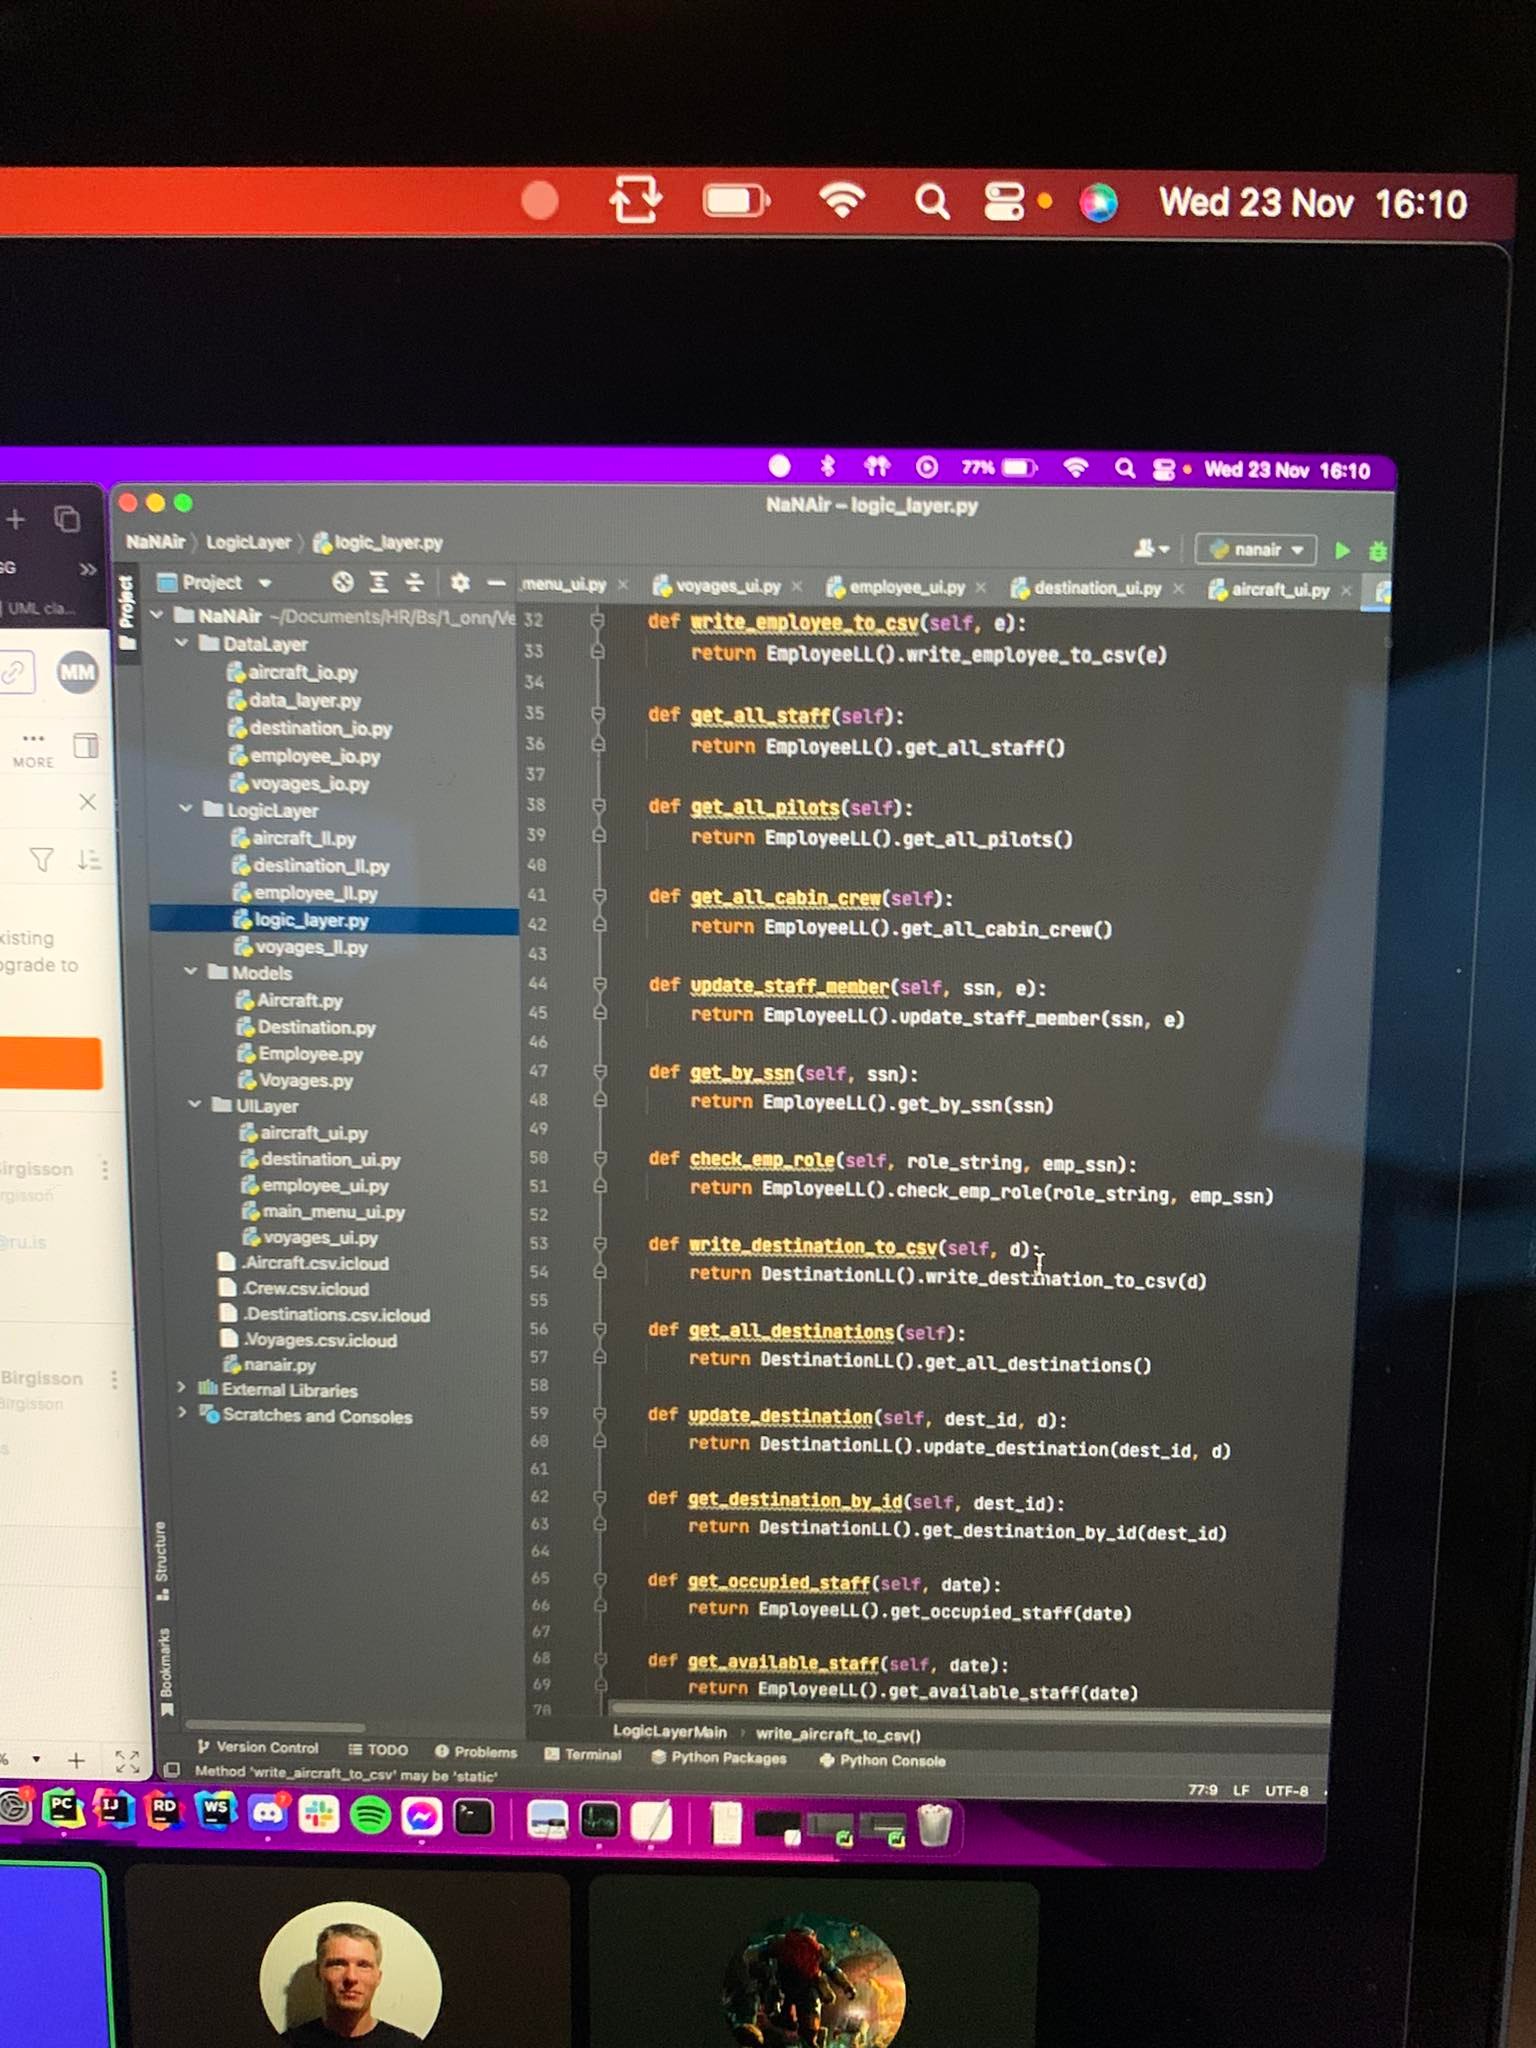 Wed 23 Nov 16:10
77% Wed 23 Nov 16:10
NaNAir – logic_layer.py
NaNAir LogicLayer logic_layer.py
nanair
Project
Project
menu_ui.py
voyages_ui.py
employee_ui.py
destination_ui.py
aircraft_ui.py
NaNAir ~/Documents/HR/Bs/1_onn/Ve
DataLayer
aircraft_io.py
data_layer.py
destination_io.py
employee_io.py
voyages_io.py
LogicLayer
aircraft_ll.py
destination_ll.py
employee_ll.py
logic_layer.py
voyages_ll.py
Models
Aircraft.py
Destination.py
Employee.py
Voyages.py
UILayer
aircraft_ui.py
destination_ui.py
employee_ui.py
main_menu_ui.py
voyages_ui.py
.Aircraft.csv.icloud
.Crew.csv.icloud
.Destinations.csv.icloud
.Voyages.csv.icloud
nanair.py
External Libraries
Scratches and Consoles
32 def write_employee_to_csv(self, e):
33 return EmployeeLL().write_employee_to_csv(e)
34
35 def get_all_staff(self):
36 return EmployeeLL().get_all_staff()
37
38 def get_all_pilots(self):
39 return EmployeeLL().get_all_pilots()
40
41 def get_all_cabin_crew(self):
42 return EmployeeLL().get_all_cabin_crew()
43
44 def update_staff_member(self, ssn, e):
45 return EmployeeLL().update_staff_member(ssn, e)
46
47 def get_by_ssn(self, ssn):
48 return EmployeeLL().get_by_ssn(ssn)
49
50 def check_emp_role(self, role_string, emp_ssn):
51 return EmployeeLL().check_emp_role(role_string, emp_ssn)
52
53 def write_destination_to_csv(self, d):
54 return DestinationLL().write_destination_to_csv(d)
55
56 def get_all_destinations(self):
57 return DestinationLL().get_all_destinations()
58
59 def update_destination(self, dest_id, d):
60 return DestinationLL().update_destination(dest_id, d)
61
62 def get_destination_by_id(self, dest_id):
63 return DestinationLL().get_destination_by_id(dest_id)
64
65 def get_occupied_staff(self, date):
66 return EmployeeLL().get_occupied_staff(date)
67
68 def get_available_staff(self, date):
69 return EmployeeLL().get_available_staff(date)
70
LogicLayerMain write_aircraft_to_csv()
Structure
Bookmarks
Version Control TODO Problems Terminal Python Packages Python Console
Method 'write_aircraft_to_csv' may be 'static'
77:9 LF UTF-8
UML cla...
MM
MORE
xisting
pgrade to
Birgisson
@ru.is
Birgisson
Birgisson
PC IJ RD WS